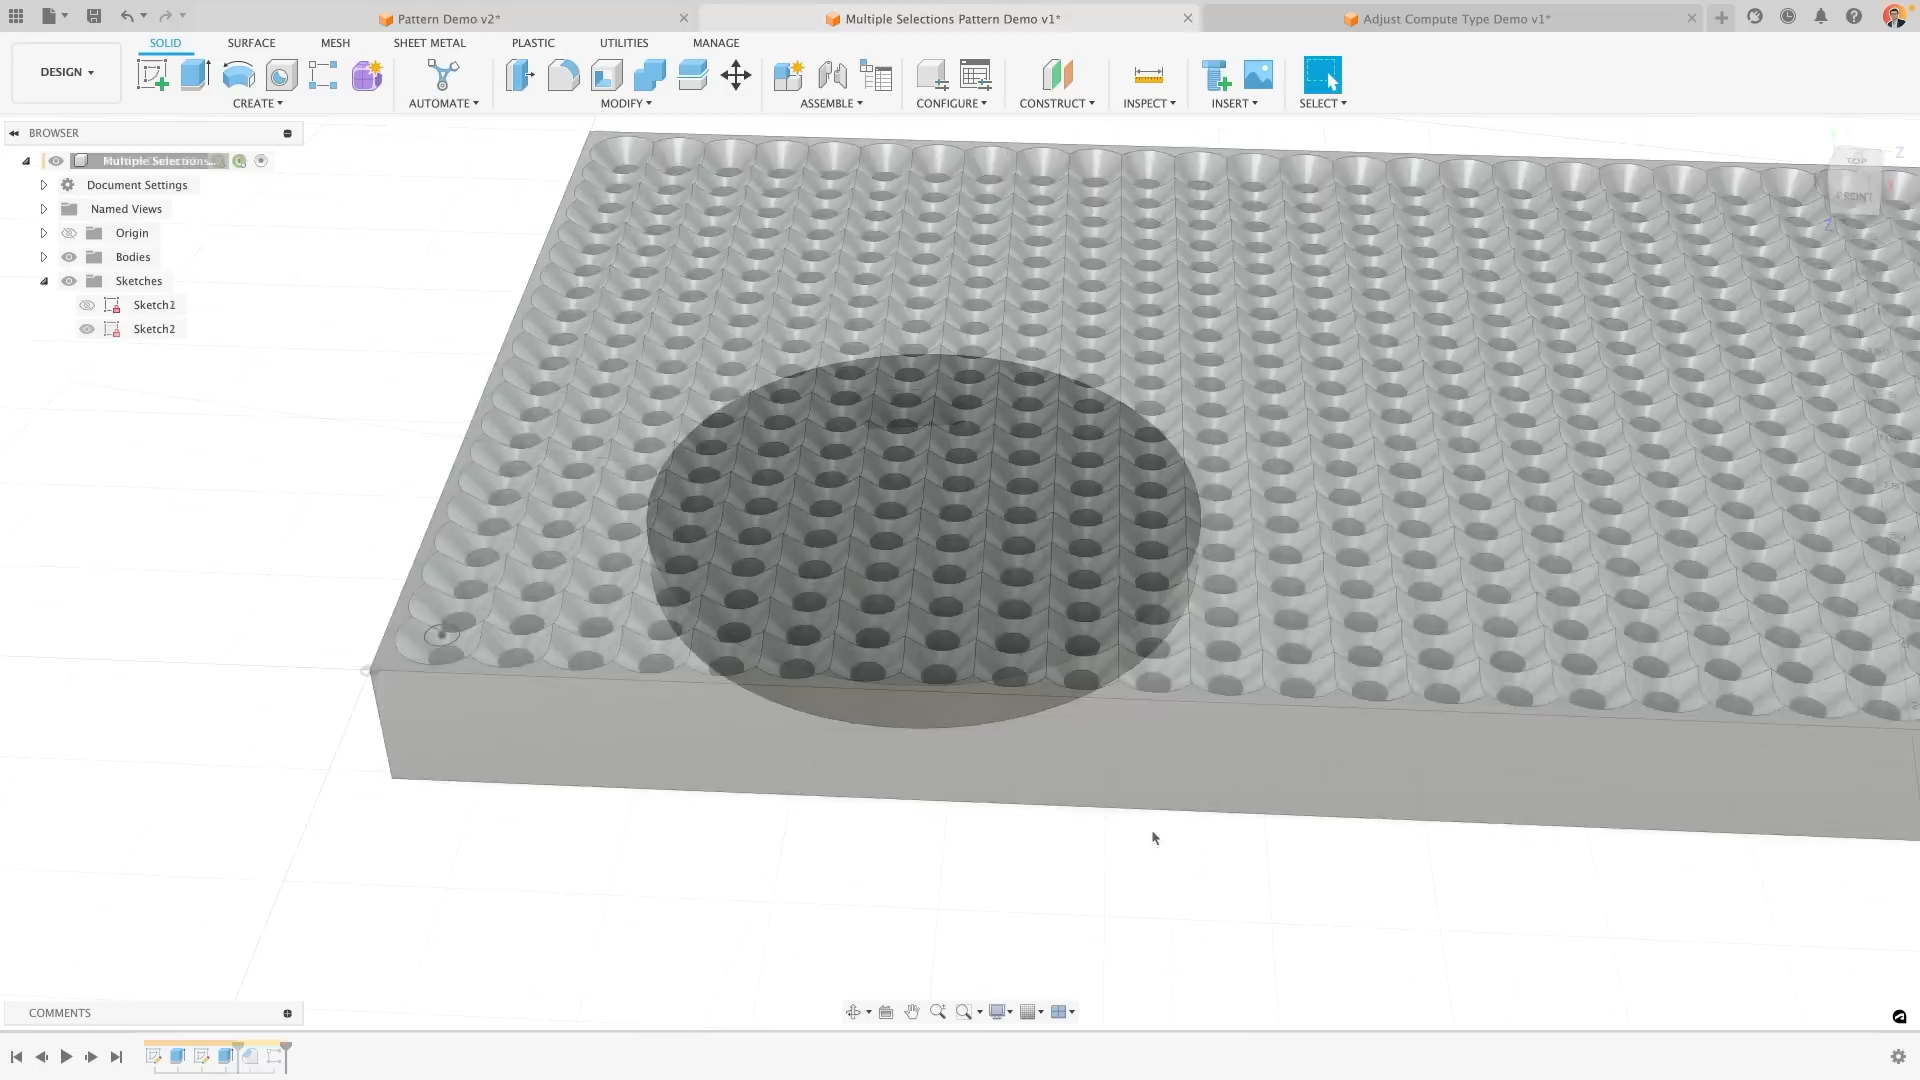 Pattern Demo v2*
Multiple Selections Pattern Demo v1*
Adjust Compute Type Demo v1*
SOLID
SURFACE
MESH
SHEET METAL
PLASTIC
UTILITIES
MANAGE
DESIGN
CREATE
AUTOMATE
MODIFY
ASSEMBLE
CONFIGURE
CONSTRUCT
INSPECT
INSERT
SELECT
BROWSER
Multiple Selections...
Document Settings
Named Views
Origin
Bodies
Sketches
Sketch1
Sketch2
TOP
FRONT
Z
X
Z
COMMENTS